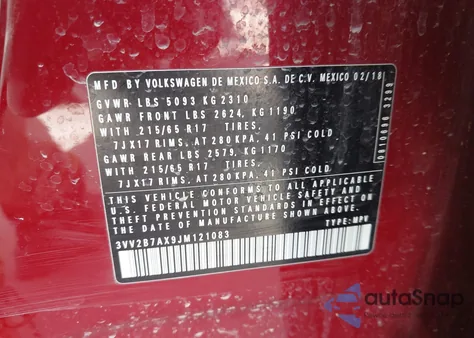 MFD. BY VOLKSWAGEN DE MEXICO S.A. DE C.V. MEXICO 02/18
GVWR LBS 5093 KG 2310
GAWR FRONT LBS 2624, KG 1190
WITH 215/65 R17 TIRES.
7JX17 RIMS. AT 280 KPA, 41 PSI COLD
GAWR REAR LBS 2579, KG 1170
WITH 215/65 R17 TIRES.
7JX17 RIMS. AT 280 KPA, 41 PSI COLD
THIS VEHICLE CONFORMS TO ALL APPLICABLE
U.S. FEDERAL MOTOR VEHICLE SAFETY STANDARDS IN EFFECT ON
THE DATE OF MANUFACTURE SHOWN ABOVE.
3VV2B7AX9JM121083 TYPE: MPV
autoSnap